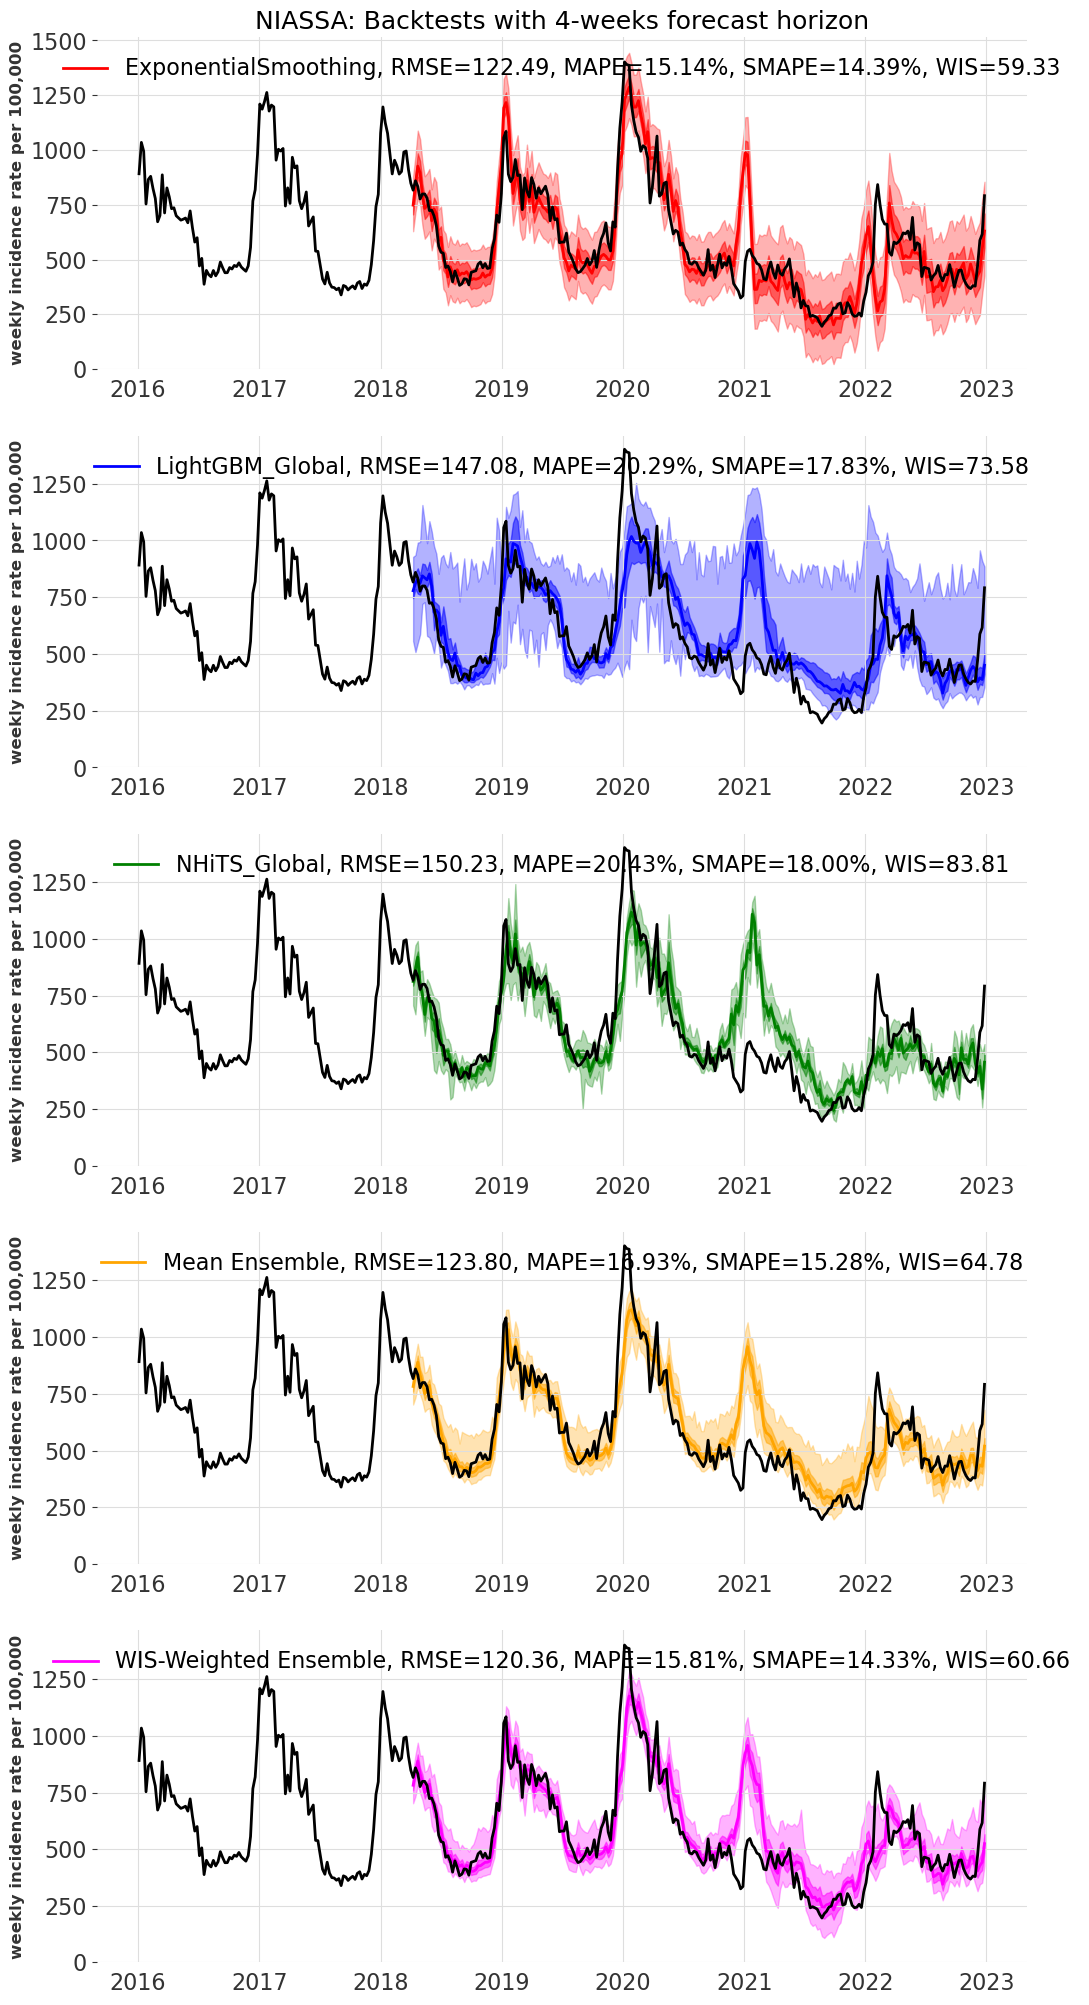 NIASSA: Backtests with 4-weeks forecast horizon
weekly incidence rate per 100,000
ExponentialSmoothing, RMSE=122.49, MAPE=15.14%, SMAPE=14.39%, WIS=59.33
1500
1250
1000
750
500
250
0
2016 2017 2018 2019 2020 2021 2022 2023
weekly incidence rate per 100,000
LightGBM_Global, RMSE=147.08, MAPE=20.29%, SMAPE=17.83%, WIS=73.58
1250
1000
750
500
250
0
2016 2017 2018 2019 2020 2021 2022 2023
weekly incidence rate per 100,000
NHiTS_Global, RMSE=150.23, MAPE=20.43%, SMAPE=18.00%, WIS=83.81
1250
1000
750
500
250
0
2016 2017 2018 2019 2020 2021 2022 2023
weekly incidence rate per 100,000
Mean Ensemble, RMSE=123.80, MAPE=16.93%, SMAPE=15.28%, WIS=64.78
1250
1000
750
500
250
0
2016 2017 2018 2019 2020 2021 2022 2023
weekly incidence rate per 100,000
WIS-Weighted Ensemble, RMSE=120.36, MAPE=15.81%, SMAPE=14.33%, WIS=60.66
1250
1000
750
500
250
0
2016 2017 2018 2019 2020 2021 2022 2023